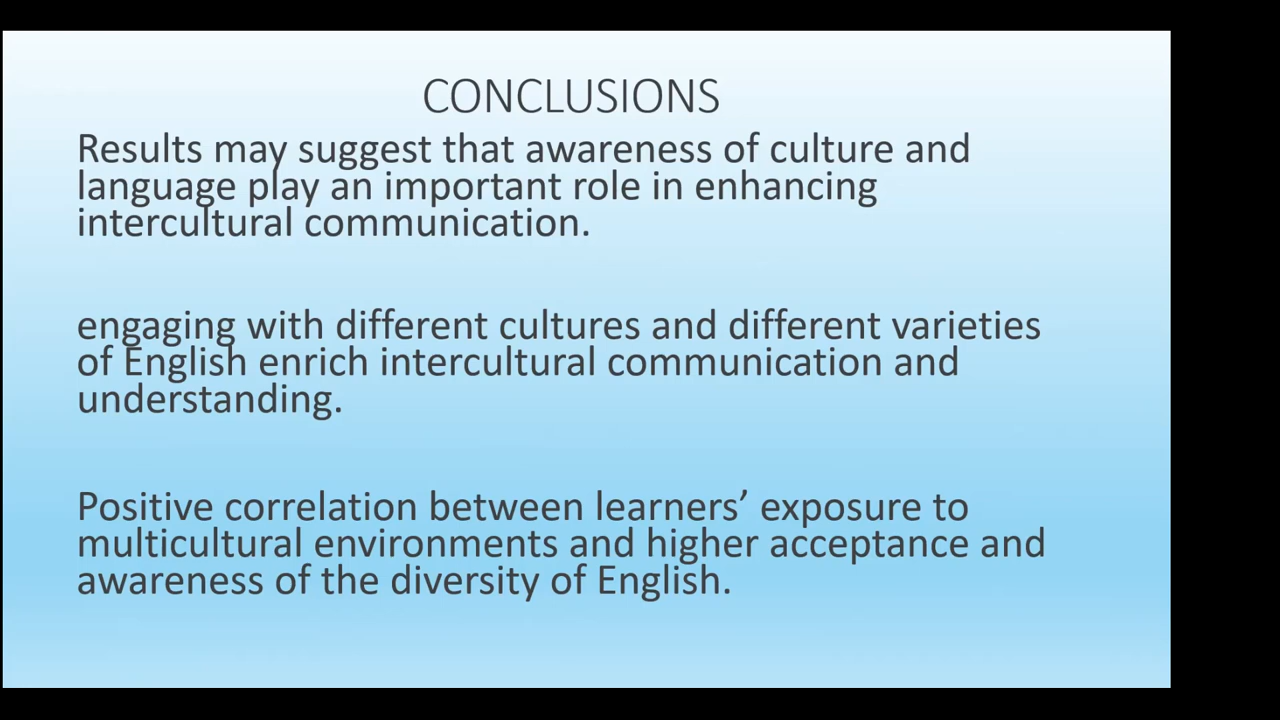 CONCLUSIONS
Results may suggest that awareness of culture and
language play an important role in enhancing
intercultural communication.
engaging with different cultures and different varieties
of English enrich intercultural communication and
understanding.
Positive correlation between learners’ exposure to
multicultural environments and higher acceptance and
awareness of the diversity of English.